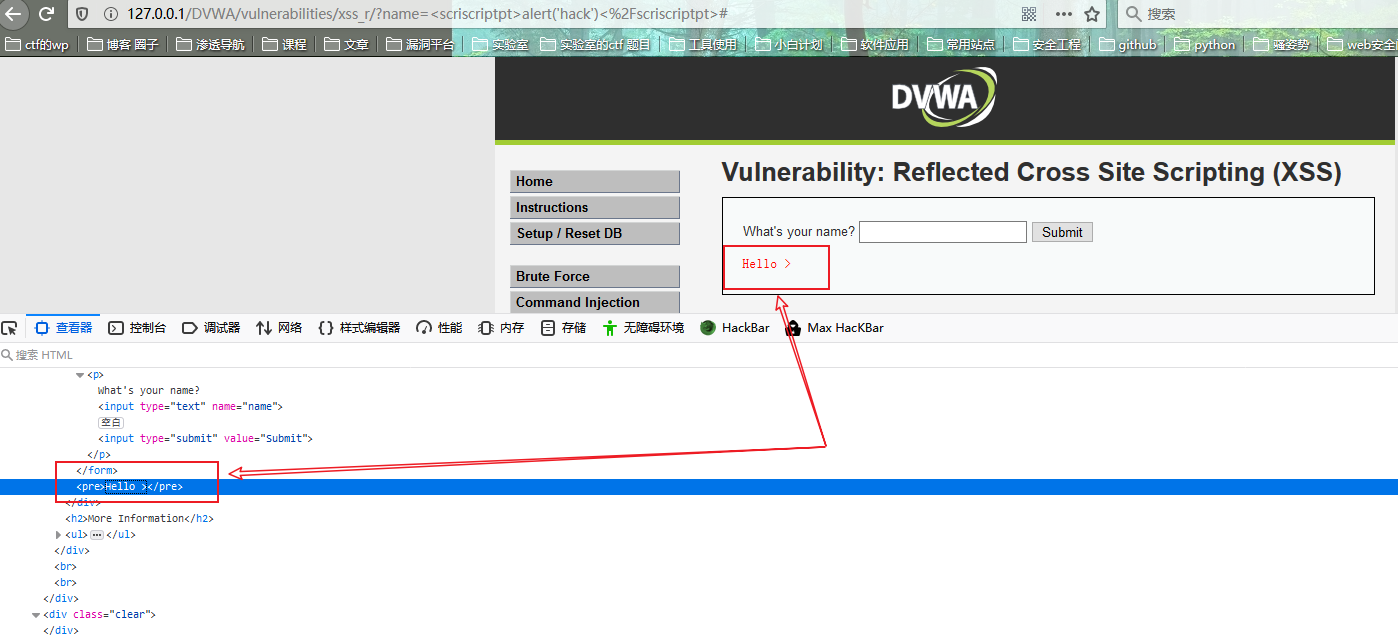 127.0.0.1/DVWA/vulnerabilities/xss_r/?name=<scriscriptpt>alert('hack')<%2Fscriscriptpt>#
搜索
ctf的wp 博客 圈子 渗透导航 课程 文章 漏洞平台 实验室 实验室的ctf 题目 工具使用 小白计划 软件应用 常用站点 安全工程 github python 骚姿势 web安全
DVWA
Vulnerability: Reflected Cross Site Scripting (XSS)
Home
Instructions
Setup / Reset DB
Brute Force
Command Injection
What's your name? Submit
Hello >
查看器 控制台 调试器 网络 样式编辑器 性能 内存 存储 无障碍环境 HackBar Max HacKBar
搜索 HTML
<p>
What's your name?
<input type="text" name="name">
空白
<input type="submit" value="Submit">
</p>
</form>
<pre>Hello ></pre>
</div>
<h2>More Information</h2>
<ul>•••</ul>
</div>
<br>
<br>
</div>
<div class="clear">
</div>